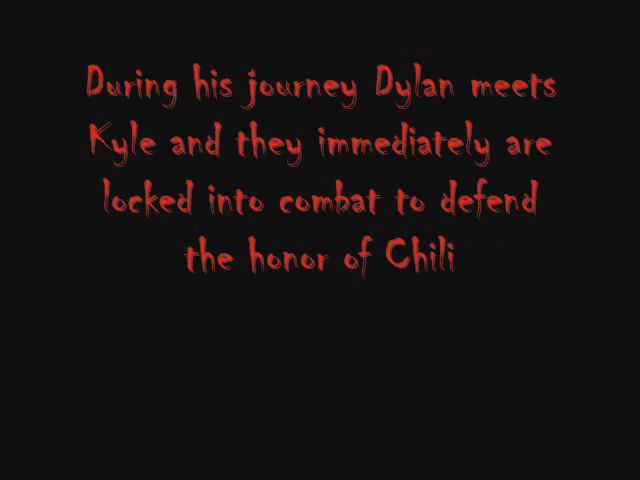 During his journey Dylan meets
Kyle and they immediately are
locked into combat to defend
the honor of Chili